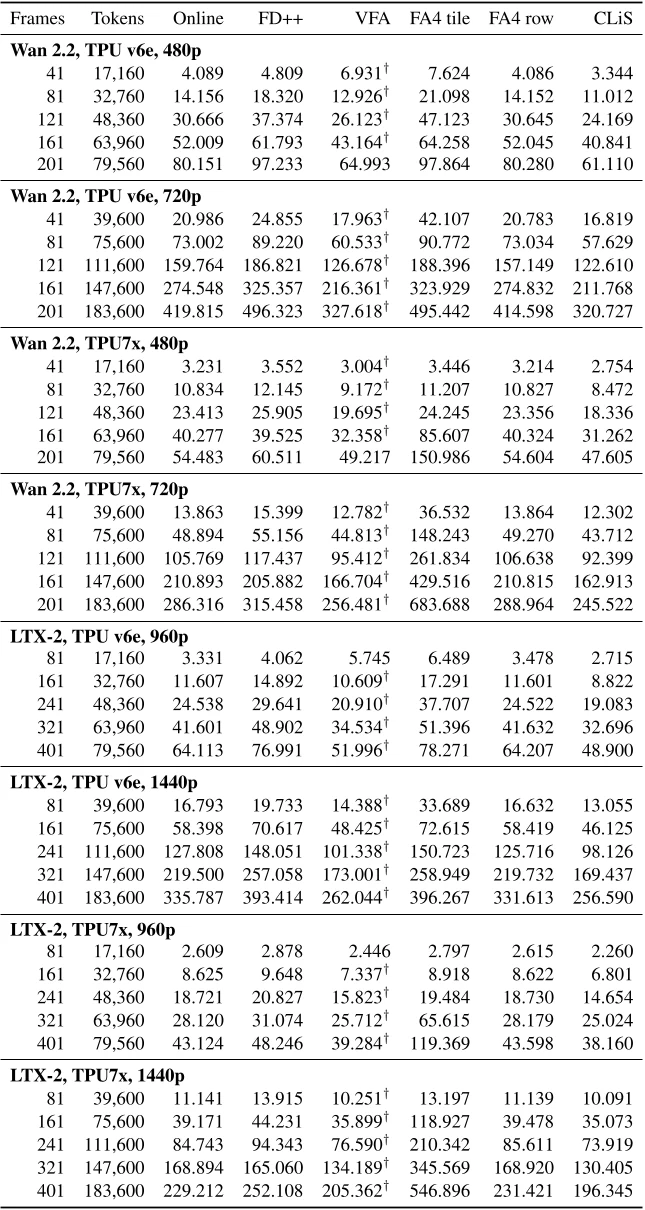 Frames Tokens Online FD++ VFA FA4 tile FA4 row CLiS
Wan 2.2, TPU v6e, 480p
41 17,160 4.089 4.809 6.931† 7.624 4.086 3.344
81 32,760 14.156 18.320 12.926† 21.098 14.152 11.012
121 48,360 30.666 37.374 26.123† 47.123 30.645 24.169
161 63,960 52.009 61.793 43.164† 64.258 52.045 40.841
201 79,560 80.151 97.233 64.993 97.864 80.280 61.110
Wan 2.2, TPU v6e, 720p
41 39,600 20.986 24.855 17.963† 42.107 20.783 16.819
81 75,600 73.002 89.220 60.533† 90.772 73.034 57.629
121 111,600 159.764 186.821 126.678† 188.396 157.149 122.610
161 147,600 274.548 325.357 216.361† 323.929 274.832 211.768
201 183,600 419.815 496.323 327.618† 495.442 414.598 320.727
Wan 2.2, TPU7x, 480p
41 17,160 3.231 3.552 3.004† 3.446 3.214 2.754
81 32,760 10.834 12.145 9.172† 11.207 10.827 8.472
121 48,360 23.413 25.905 19.695† 24.245 23.356 18.336
161 63,960 40.277 39.525 32.358† 85.607 40.324 31.262
201 79,560 54.483 60.511 49.217 150.986 54.604 47.605
Wan 2.2, TPU7x, 720p
41 39,600 13.863 15.399 12.782† 36.532 13.864 12.302
81 75,600 48.894 55.156 44.813† 148.243 49.270 43.712
121 111,600 105.769 117.437 95.412† 261.834 106.638 92.399
161 147,600 210.893 205.882 166.704† 429.516 210.815 162.913
201 183,600 286.316 315.458 256.481† 683.688 288.964 245.522
LTX-2, TPU v6e, 960p
81 17,160 3.331 4.062 5.745 6.489 3.478 2.715
161 32,760 11.607 14.892 10.609† 17.291 11.601 8.822
241 48,360 24.538 29.641 20.910† 37.707 24.522 19.083
321 63,960 41.601 48.902 34.534† 51.396 41.632 32.696
401 79,560 64.113 76.991 51.996† 78.271 64.207 48.900
LTX-2, TPU v6e, 1440p
81 39,600 16.793 19.733 14.388† 33.689 16.632 13.055
161 75,600 58.398 70.617 48.425† 72.615 58.419 46.125
241 111,600 127.808 148.051 101.338† 150.723 125.716 98.126
321 147,600 219.500 257.058 173.001† 258.949 219.732 169.437
401 183,600 335.787 393.414 262.044† 396.267 331.613 256.590
LTX-2, TPU7x, 960p
81 17,160 2.609 2.878 2.446 2.797 2.615 2.260
161 32,760 8.625 9.648 7.337† 8.918 8.622 6.801
241 48,360 18.721 20.827 15.823† 19.484 18.730 14.654
321 63,960 28.120 31.074 25.712† 65.615 28.179 25.024
401 79,560 43.124 48.246 39.284† 119.369 43.598 38.160
LTX-2, TPU7x, 1440p
81 39,600 11.141 13.915 10.251† 13.197 11.139 10.091
161 75,600 39.171 44.231 35.899† 118.927 39.478 35.073
241 111,600 84.743 94.343 76.590† 210.342 85.611 73.919
321 147,600 168.894 165.060 134.189† 345.569 168.920 130.405
401 183,600 229.212 252.108 205.362† 546.896 231.421 196.345